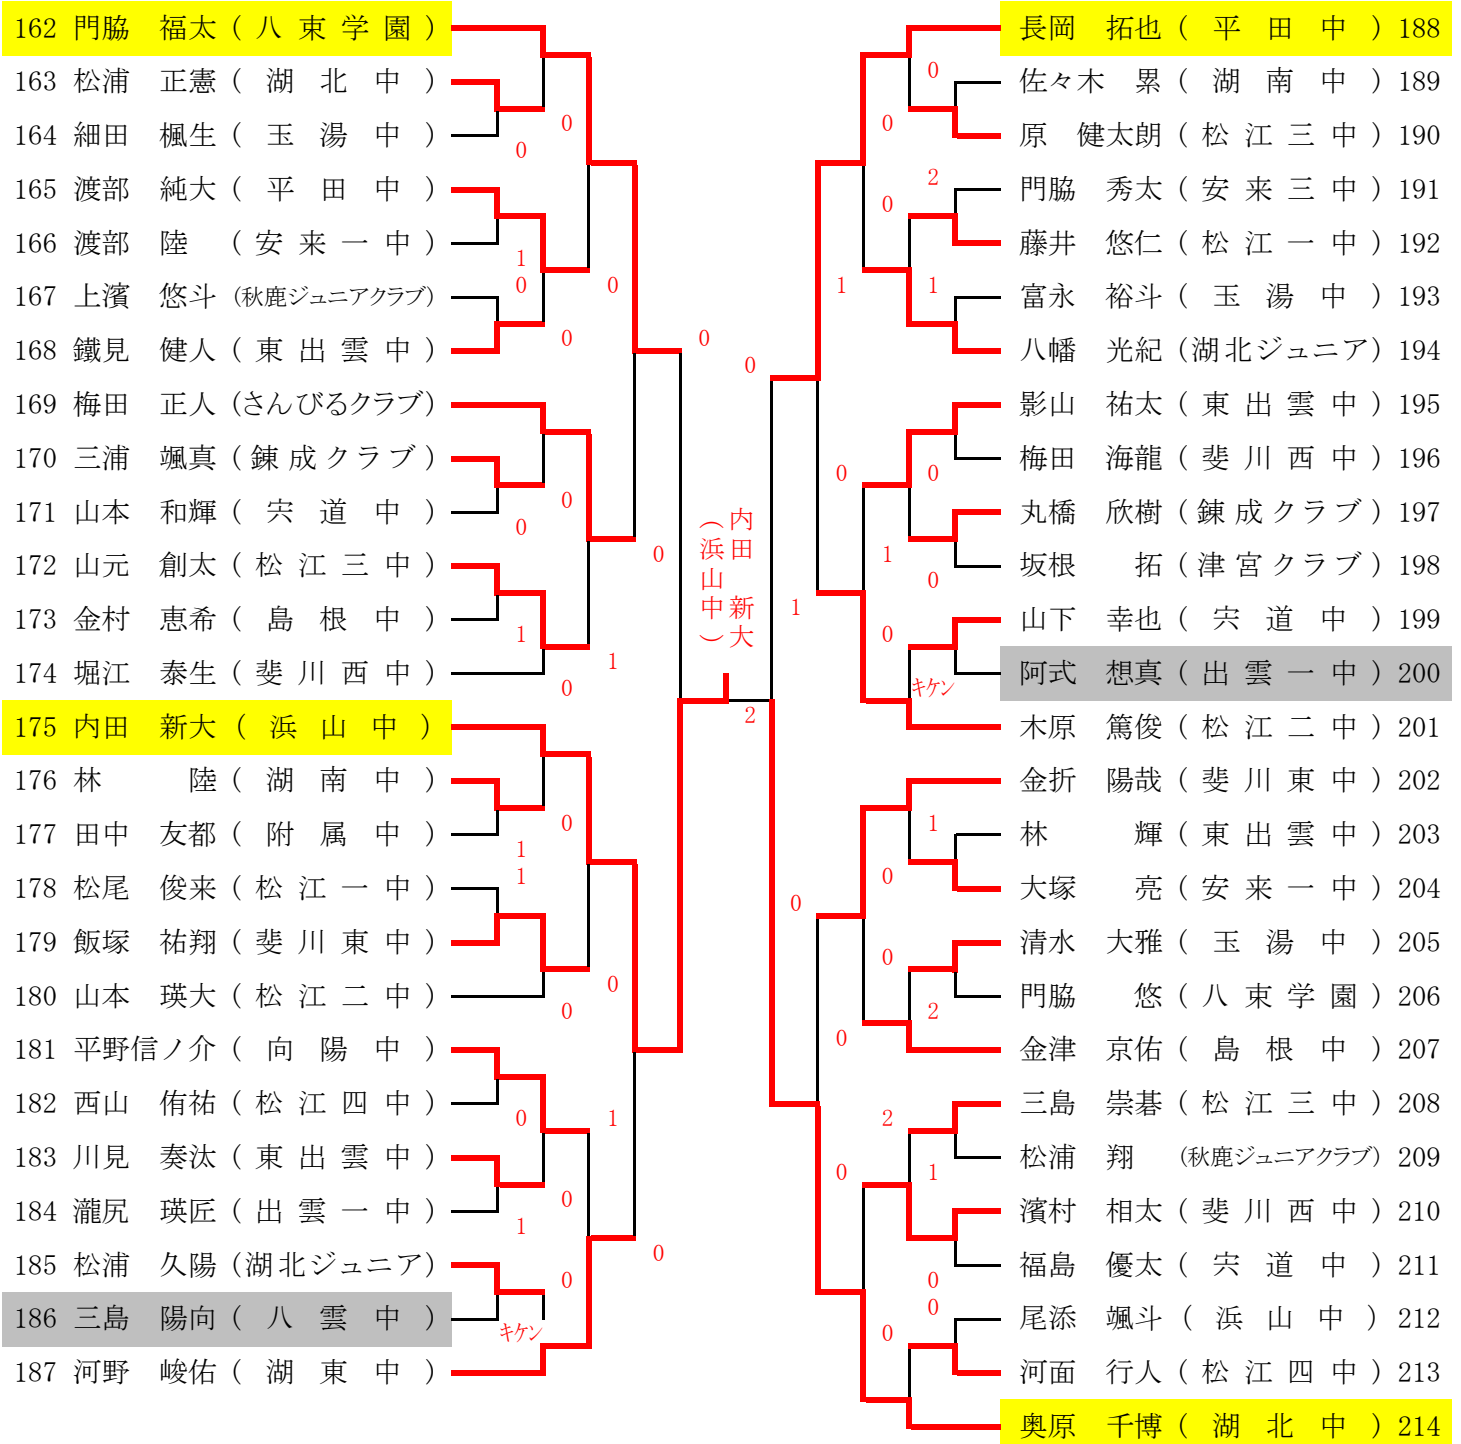 162 門脇 福太 ( 八束学園 )
163 松浦 正憲 ( 湖北中 )
164 細田 楓生 ( 玉湯中 )
165 渡部 純大 ( 平田中 )
166 渡部 陸 ( 安来一中 )
167 上濱 悠斗 (秋鹿ジュニアクラブ)
168 鐵見 健人 ( 東出雲中 )
169 梅田 正人 (さんびるクラブ)
170 三浦 颯真 ( 錬成クラブ )
171 山本 和輝 ( 宍道中 )
172 山元 創太 ( 松江三中 )
173 金村 恵希 ( 島根中 )
174 堀江 泰生 ( 斐川西中 )
175 内田 新大 ( 浜山中 )
176 林 陸 ( 湖南中 )
177 田中 友都 ( 附属中 )
178 松尾 俊来 ( 松江一中 )
179 飯塚 祐翔 ( 斐川東中 )
180 山本 瑛大 ( 松江二中 )
181 平野信ノ介 ( 向陽中 )
182 西山 侑祐 ( 松江四中 )
183 川見 奏汰 ( 東出雲中 )
184 瀧尻 瑛匠 ( 出雲一中 )
185 松浦 久陽 (湖北ジュニア)
186 三島 陽向 ( 八雲中 )
187 河野 峻佑 ( 湖東中 )
0
0
1
0
0
0
0
0
1
0
1
1
0
0
1
0
キケン
0
0
1
0
1
0
0
0
0
内田 新大
(浜山中)
2
0
1
0
1
0
0
0
0
0
0
1
0
0
0
2
0
2
1
0
0
キケン
1
2
1
0
0
長岡 拓也 ( 平田中 ) 188
佐々木 累 ( 湖南中 ) 189
原 健太朗 ( 松江三中 ) 190
門脇 秀太 ( 安来三中 ) 191
藤井 悠仁 ( 松江一中 ) 192
富永 裕斗 ( 玉湯中 ) 193
八幡 光紀 (湖北ジュニア) 194
影山 祐太 ( 東出雲中 ) 195
梅田 海龍 ( 斐川西中 ) 196
丸橋 欣樹 ( 錬成クラブ ) 197
坂根 拓 ( 津宮クラブ ) 198
山下 幸也 ( 宍道中 ) 199
阿式 想真 ( 出雲一中 ) 200
木原 篤俊 ( 松江二中 ) 201
金折 陽哉 ( 斐川東中 ) 202
林 輝 ( 東出雲中 ) 203
大塚 亮 ( 安来一中 ) 204
清水 大雅 ( 玉湯中 ) 205
門脇 悠 ( 八束学園 ) 206
金津 京佑 ( 島根中 ) 207
三島 崇碁 ( 松江三中 ) 208
松浦 翔 (秋鹿ジュニアクラブ) 209
濱村 相太 ( 斐川西中 ) 210
福島 優太 ( 宍道中 ) 211
尾添 颯斗 ( 浜山中 ) 212
河面 行人 ( 松江四中 ) 213
奥原 千博 ( 湖北中 ) 214